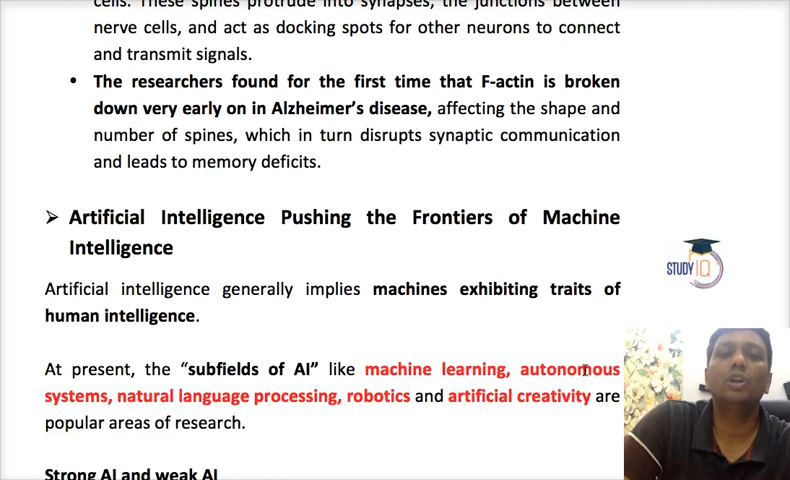 cells. These spines protrude into synapses, the junctions between
nerve cells, and act as docking spots for other neurons to connect
and transmit signals.
• The researchers found for the first time that F-actin is broken
down very early on in Alzheimer’s disease, affecting the shape and
number of spines, which in turn disrupts synaptic communication
and leads to memory deficits.
➢ Artificial Intelligence Pushing the Frontiers of Machine
Intelligence
Artificial intelligence generally implies machines exhibiting traits of
human intelligence.
At present, the “subfields of AI” like machine learning, autonomous
systems, natural language processing, robotics and artificial creativity are
popular areas of research.
Strong AI and weak AI
STUDY IQ